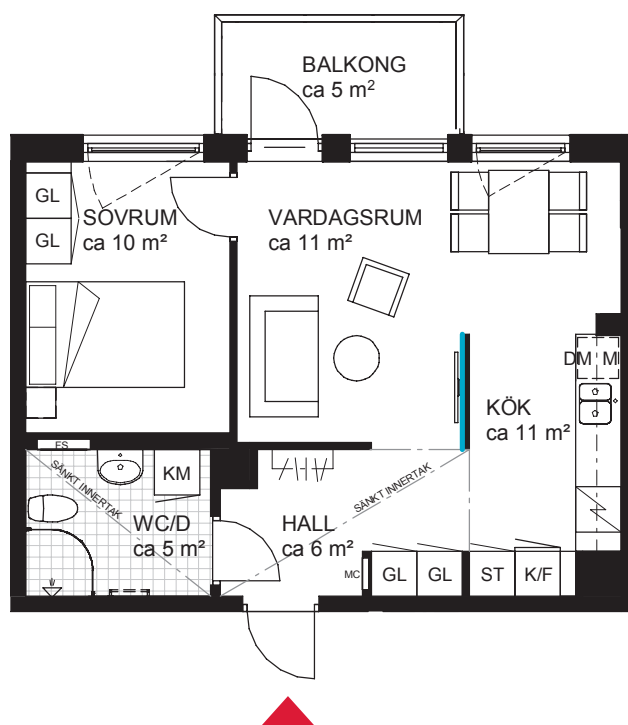 BALKONG
ca 5 m²
GL
GL
SOVRUM
ca 10 m²
VARDAGSRUM
ca 11 m²
DM M
KÖK
ca 11 m²
ES
SÄNKT INNERTAK
KM
WC/D
ca 5 m²
HALL
ca 6 m²
SÄNKT INNERTAK
MC
GL
GL
ST
K/F